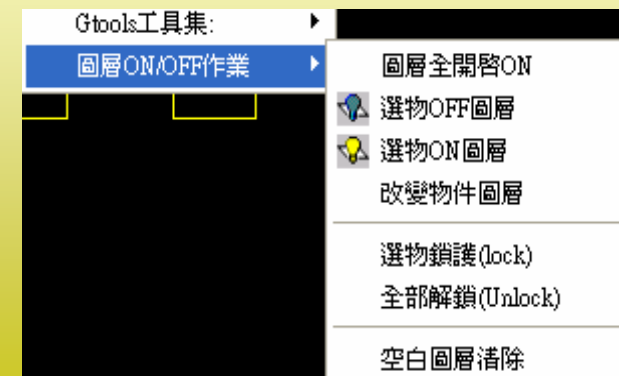 Gtools工具集:
圖層ON/OFF作業
圖層全開啓ON
選物OFF圖層
選物ON圖層
改變物件圖層
選物鎖護(lock)
全部解鎖(Unlock)
空白圖層清除